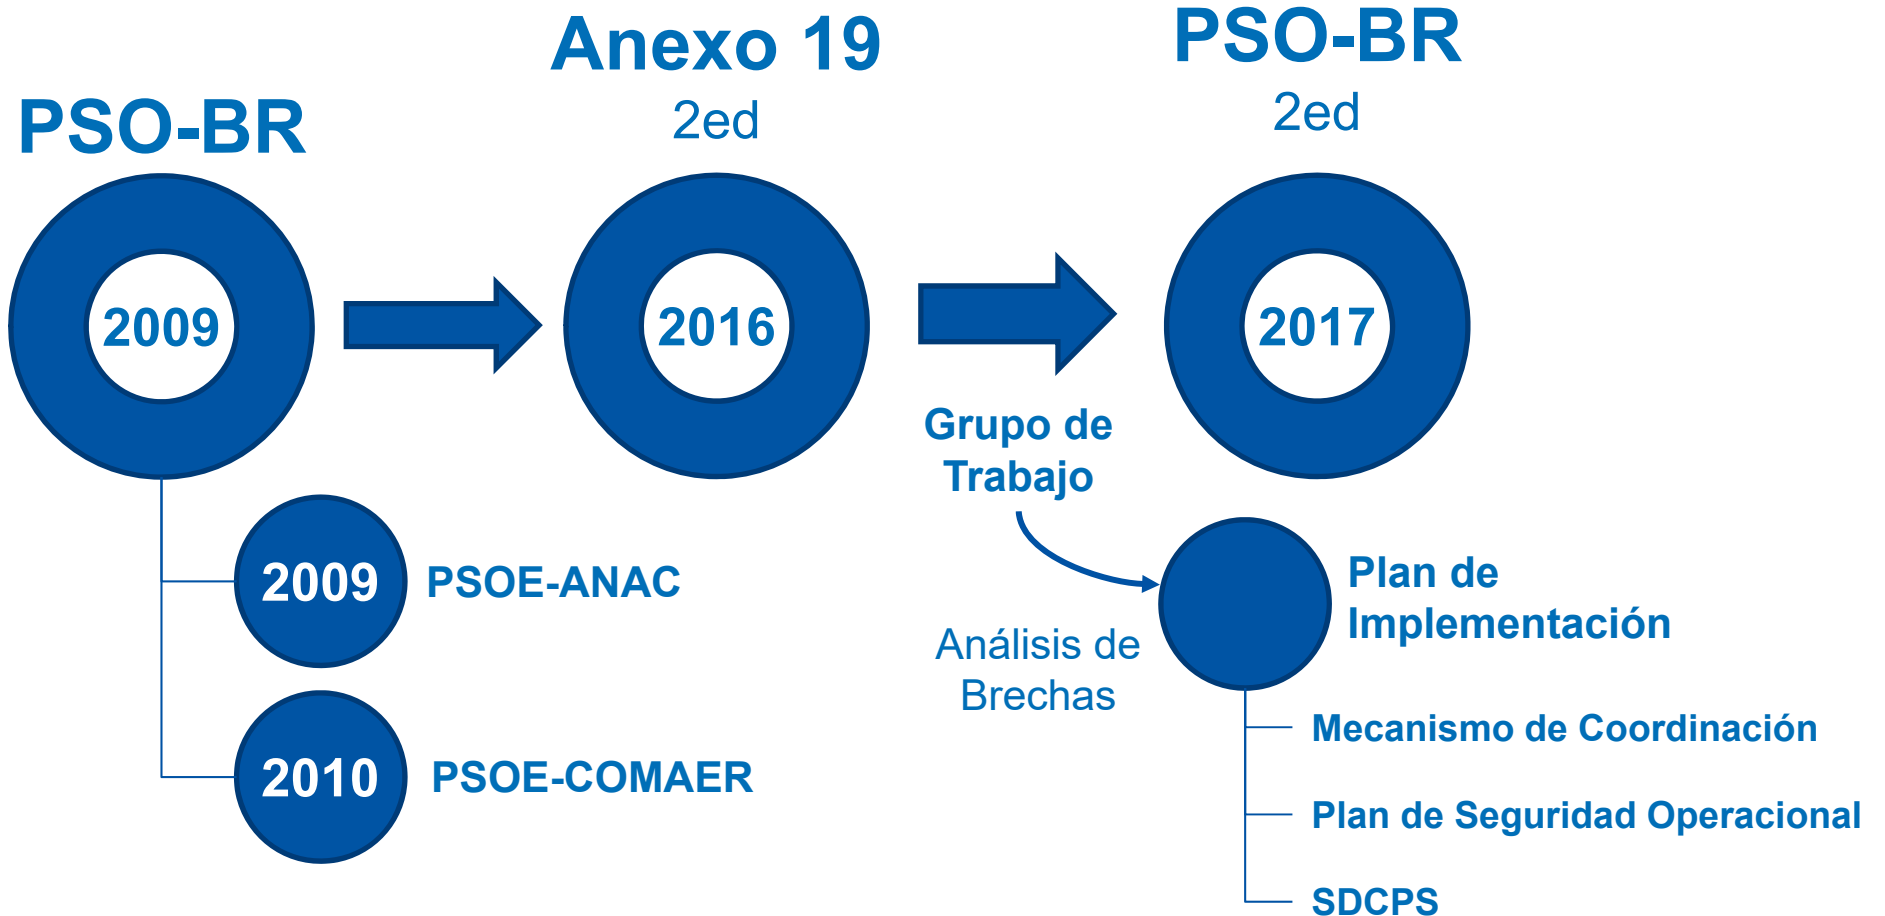 PSO-BR
2009
2009
PSOE-ANAC
2010
PSOE-COMAER
Anexo 19
2ed
2016
PSO-BR
2ed
2017
Grupo de
Trabajo
Análisis de
Brechas
Plan de
Implementación
Mecanismo de Coordinación
Plan de Seguridad Operacional
SDCPS